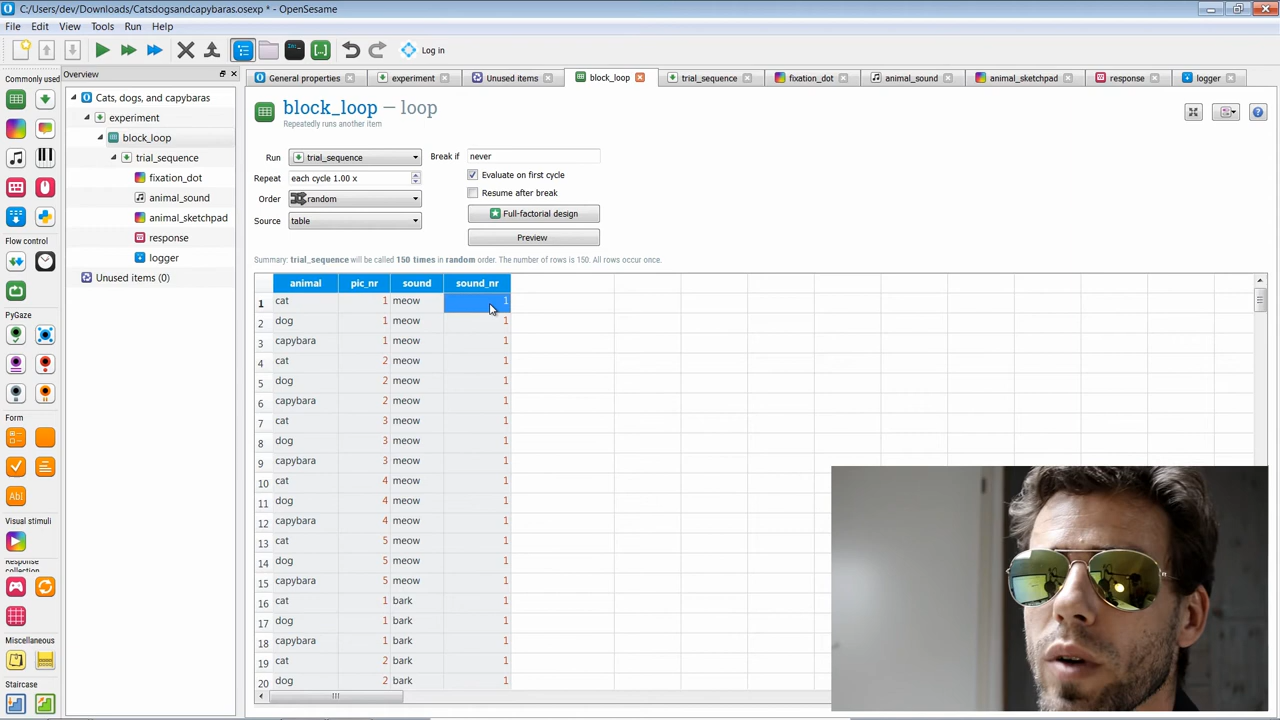 C:/Users/dev/Downloads/Catsdogsandcapybaras.osexp * - OpenSesame
File Edit View Tools Run Help
Log in
Commonly used
Overview
General properties experiment Unused items block_loop trial_sequence fixation_dot animal_sound animal_sketchpad response logger
Cats, dogs, and capybaras
experiment
block_loop
trial_sequence
fixation_dot
animal_sound
animal_sketchpad
response
logger
Unused items (0)
Flow control
PyGaze
Form
Abl
Visual stimuli
Response
collection
Miscellaneous
Staircase
block_loop — loop
Repeatedly runs another item
Run trial_sequence Break if never
Repeat each cycle 1.00 x Evaluate on first cycle
Order random Resume after break
Source table Full-factorial design
Preview
Summary: trial_sequence will be called 150 times in random order. The number of rows is 150. All rows occur once.
animal pic_nr sound sound_nr
1 cat 1 meow 1
2 dog 1 meow 1
3 capybara 1 meow 1
4 cat 2 meow 1
5 dog 2 meow 1
6 capybara 2 meow 1
7 cat 3 meow 1
8 dog 3 meow 1
9 capybara 3 meow 1
10 cat 4 meow 1
11 dog 4 meow 1
12 capybara 4 meow 1
13 cat 5 meow 1
14 dog 5 meow 1
15 capybara 5 meow 1
16 cat 1 bark 1
17 dog 1 bark 1
18 capybara 1 bark 1
19 cat 2 bark 1
20 dog 2 bark 1